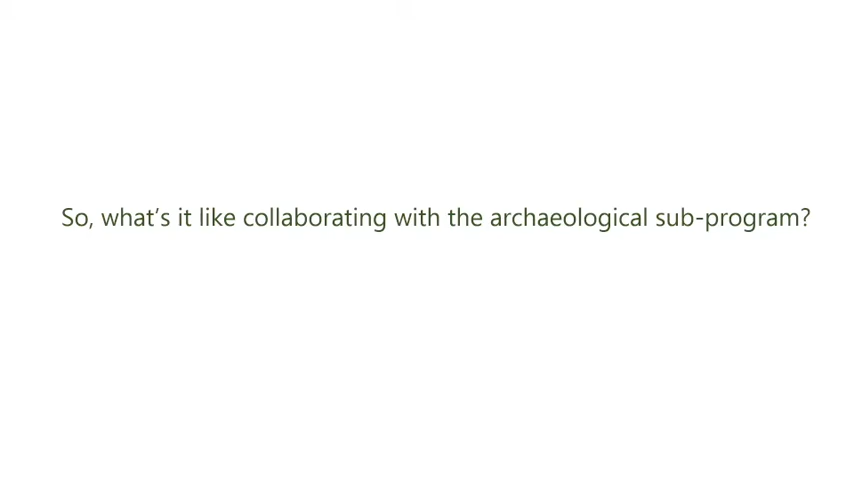 So, what’s it like collaborating with the archaeological sub-program?